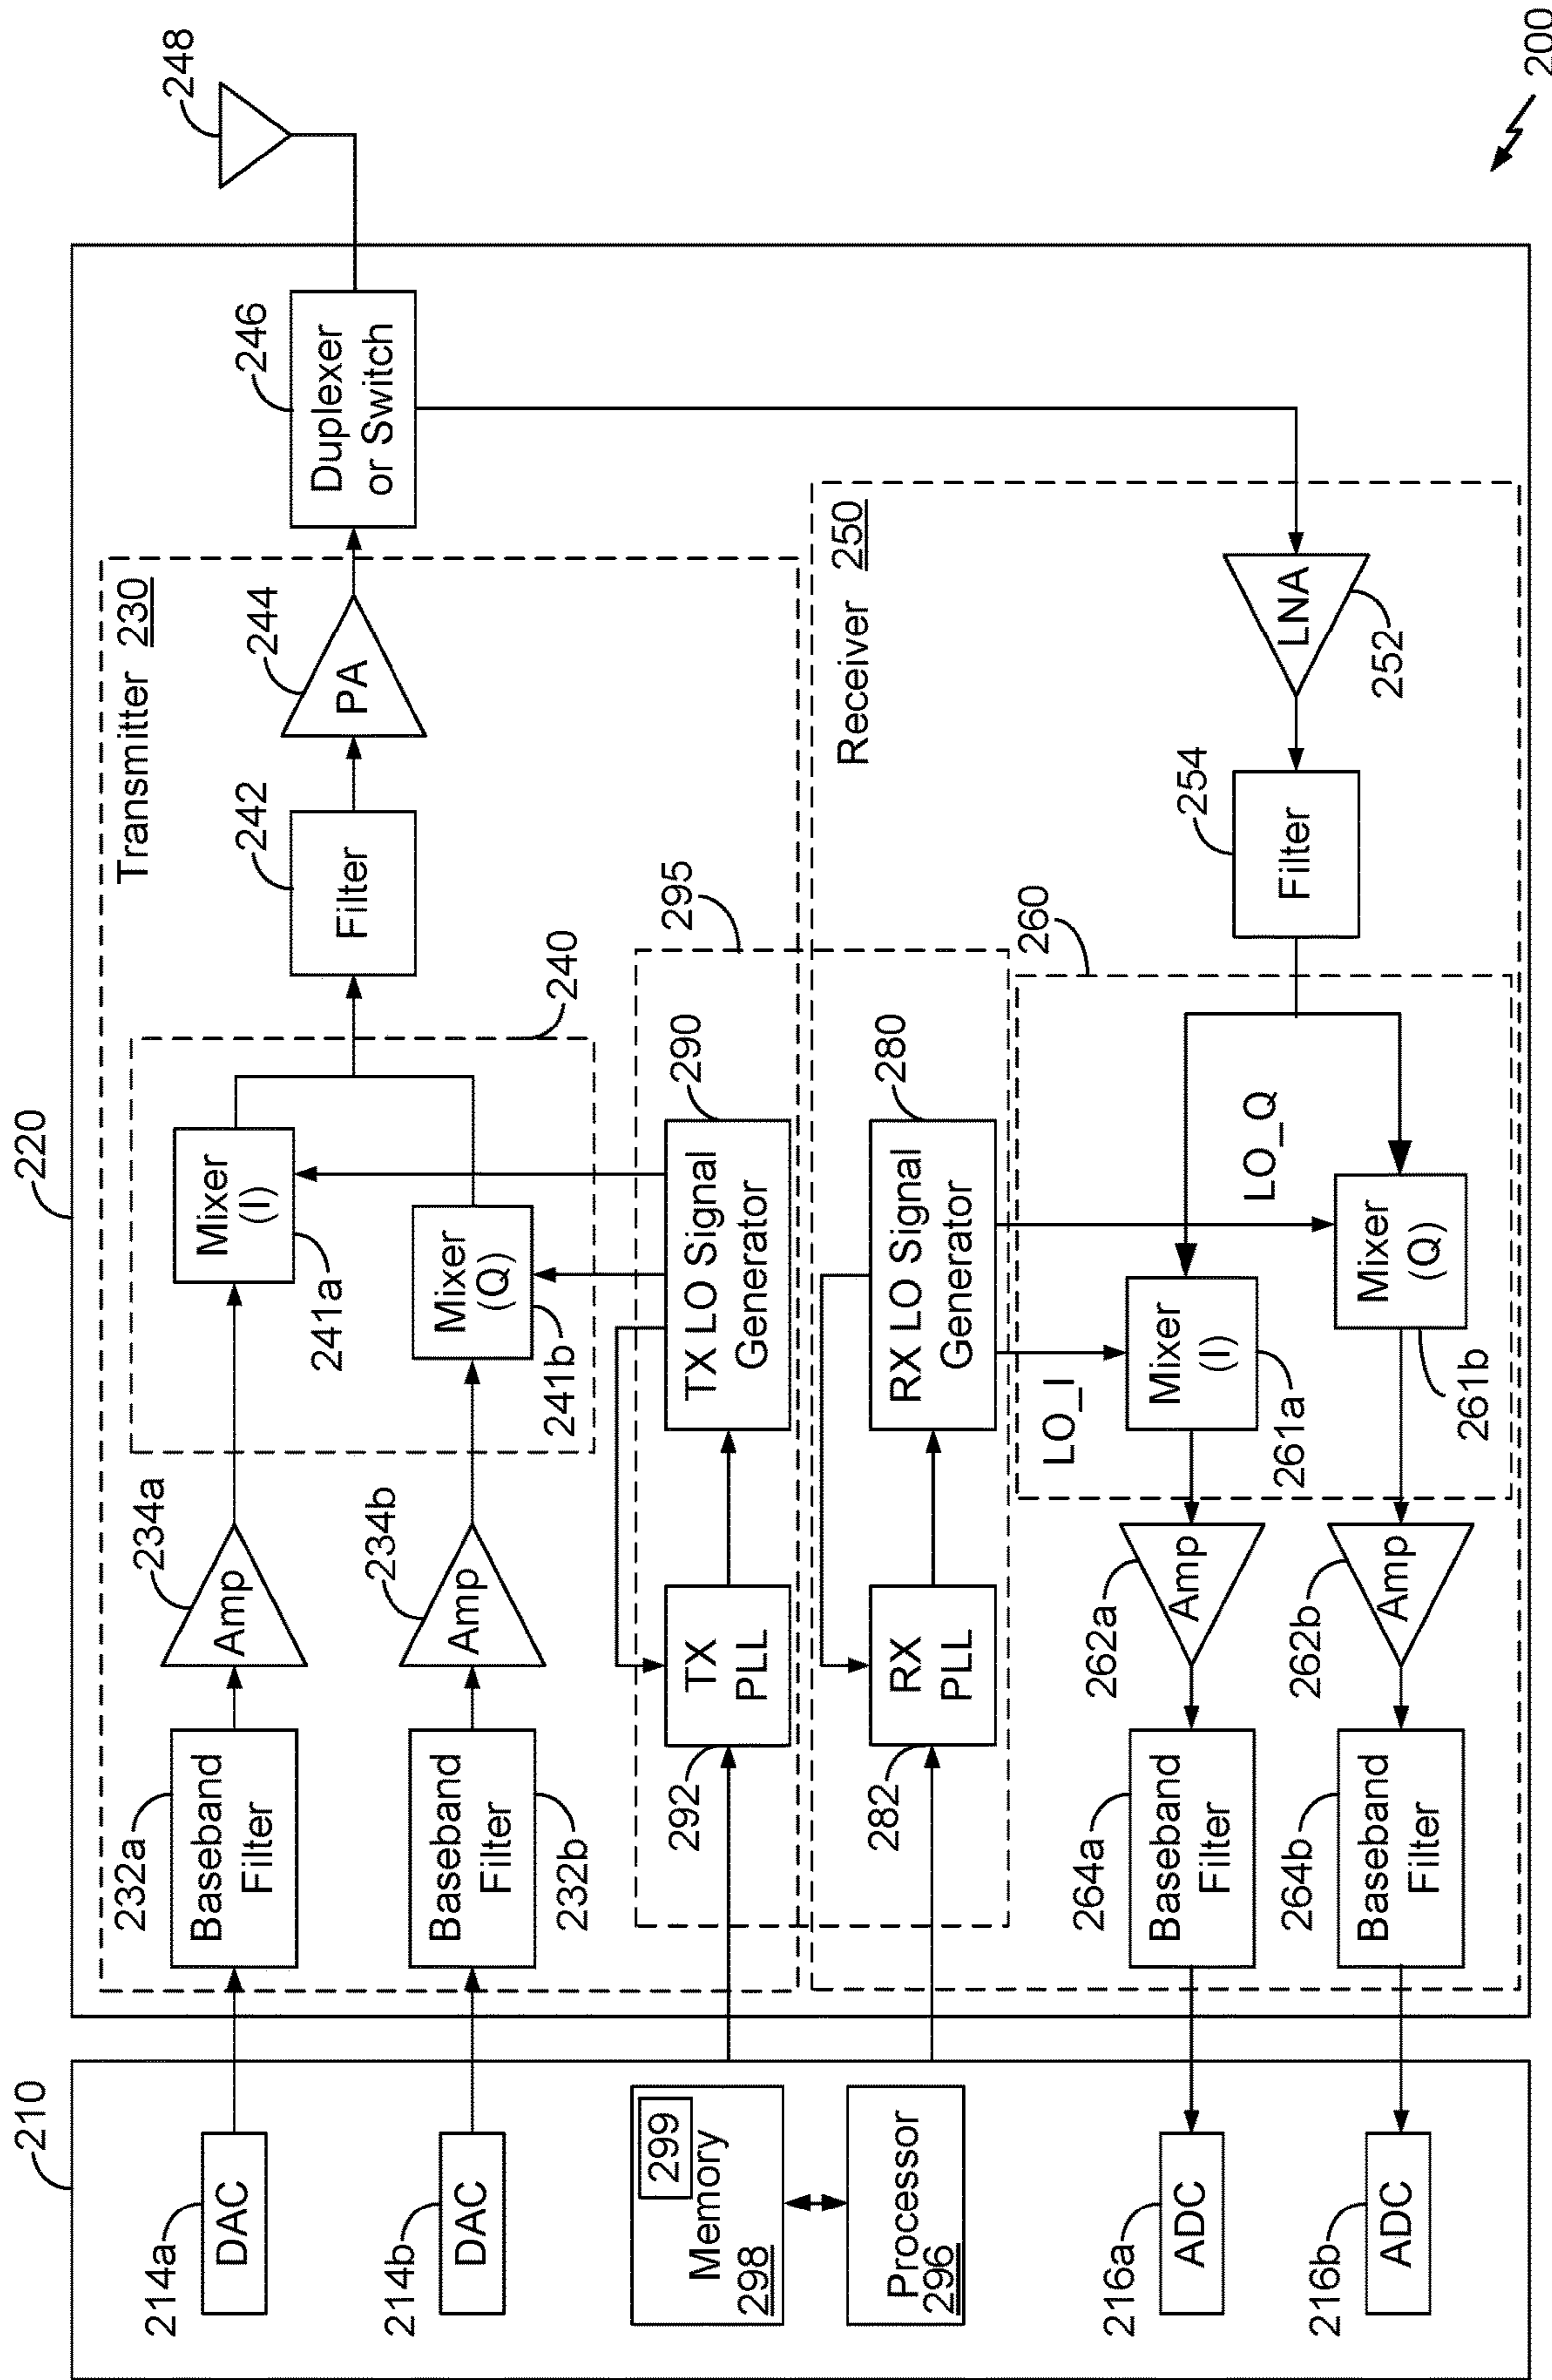 220
210
200
Transmitter 230
248
246
Duplexer
or Switch
244
PA
242
Filter
240
Mixer
(I)
241a
Mixer
(Q)
241b
234a
Amp
234b
Amp
232a
Baseband
Filter
Baseband
Filter
232b
214a
DAC
214b
DAC
295
290
TX LO Signal
Generator
TX
PLL
292
299
Memory
298
Processor
296
Receiver 250
280
RX LO Signal
Generator
RX
PLL
282
LNA
252
254
Filter
260
LO_Q
LO_I
Mixer
(I)
261a
Mixer
(Q)
261b
262a
Amp
262b
Amp
264a
Baseband
Filter
264b
Baseband
Filter
216a
ADC
216b
ADC